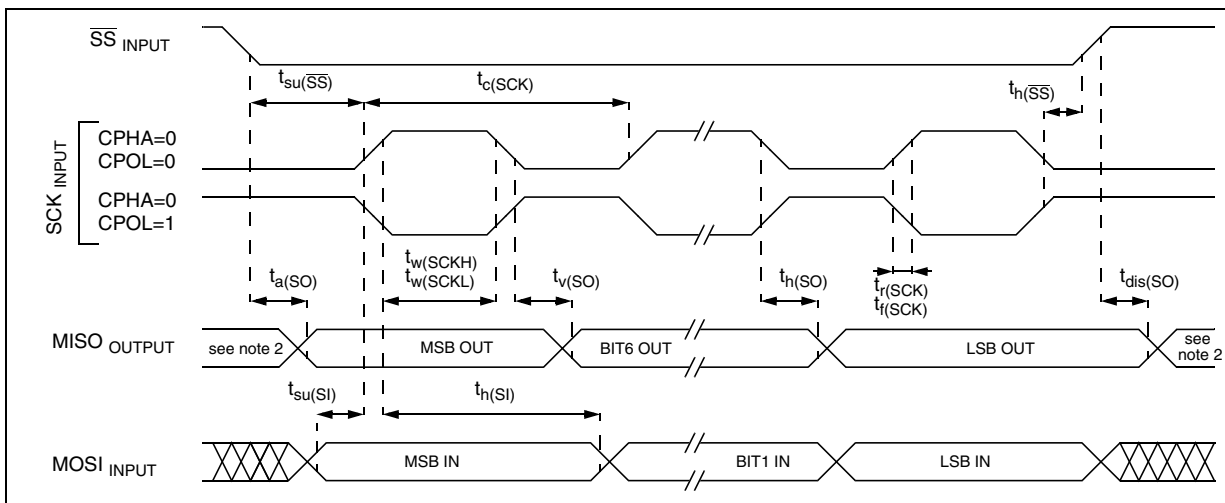 SS INPUT
tsu(SS)
tc(SCK)
th(SS)
SCK INPUT
CPHA=0
CPOL=0
CPHA=0
CPOL=1
ta(SO)
tw(SCKH)
tw(SCKL)
tv(SO)
th(SO)
tr(SCK)
tf(SCK)
tdis(SO)
MISO OUTPUT
see note 2
MSB OUT
BIT6 OUT
LSB OUT
see
note 2
tsu(SI)
th(SI)
MOSI INPUT
MSB IN
BIT1 IN
LSB IN